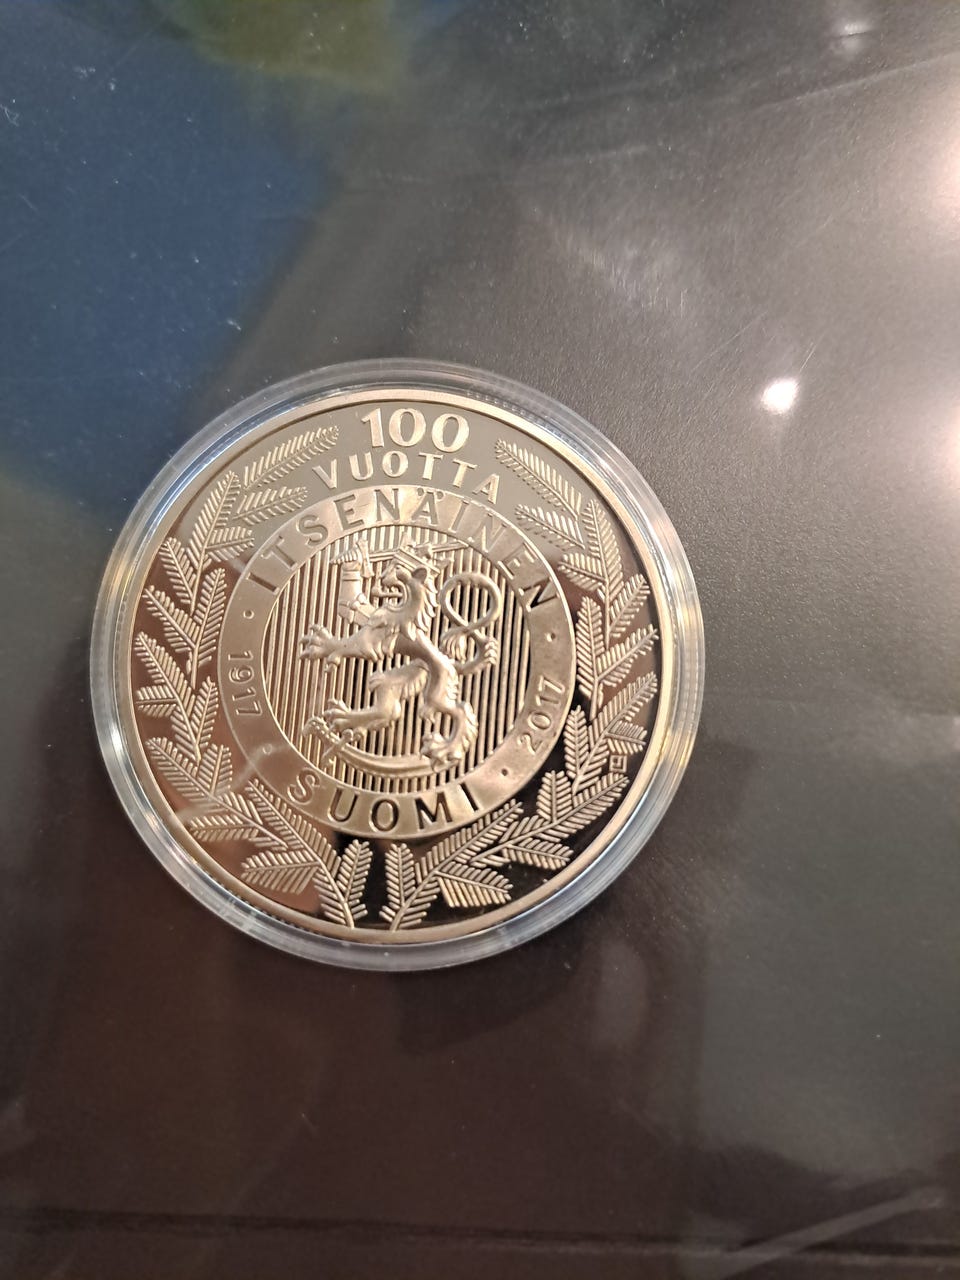 100
VUOTTA
ITSENÄINEN
1917
2017
SUOMI